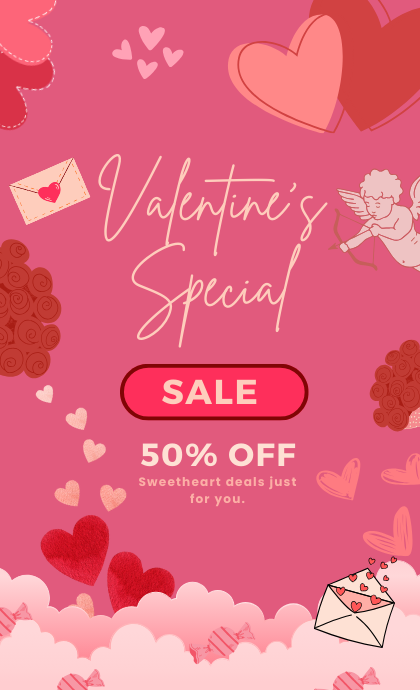 Valentine's
Special
SALE
50% OFF
Sweetheart deals just
for you.